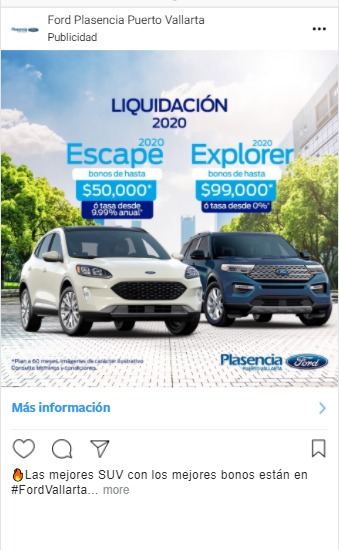 Ford Plasencia Puerto Vallarta
Publicidad
LIQUIDACIÓN
2020
2020
Escape
bonos de hasta
$50,000*
ó tasa desde
9.99% anual*
2020
Explorer
bonos de hasta
$99,000*
ó tasa desde 0%*
*Plan a 60 meses, imágenes de carácter ilustrativo
Consulta términos y condiciones.
Plasencia
PUERTO VALLARTA
Ford
Más información
🔥Las mejores SUV con los mejores bonos están en
#FordVallarta... more